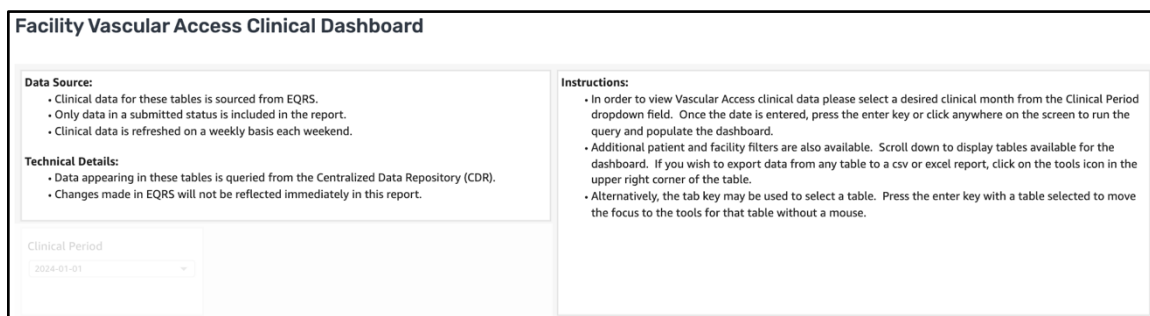 Facility Vascular Access Clinical Dashboard
Data Source:
• Clinical data for these tables is sourced from EQRS.
• Only data in a submitted status is included in the report.
• Clinical data is refreshed on a weekly basis each weekend.
Technical Details:
• Data appearing in these tables is queried from the Centralized Data Repository (CDR).
• Changes made in EQRS will not be reflected immediately in this report.
Clinical Period
2024-01-01
Instructions:
• In order to view Vascular Access clinical data please select a desired clinical month from the Clinical Period
dropdown field. Once the date is entered, press the enter key or click anywhere on the screen to run the
query and populate the dashboard.
• Additional patient and facility filters are also available. Scroll down to display tables available for the
dashboard. If you wish to export data from any table to a csv or excel report, click on the tools icon in the
upper right corner of the table.
• Alternatively, the tab key may be used to select a table. Press the enter key with a table selected to move
the focus to the tools for that table without a mouse.